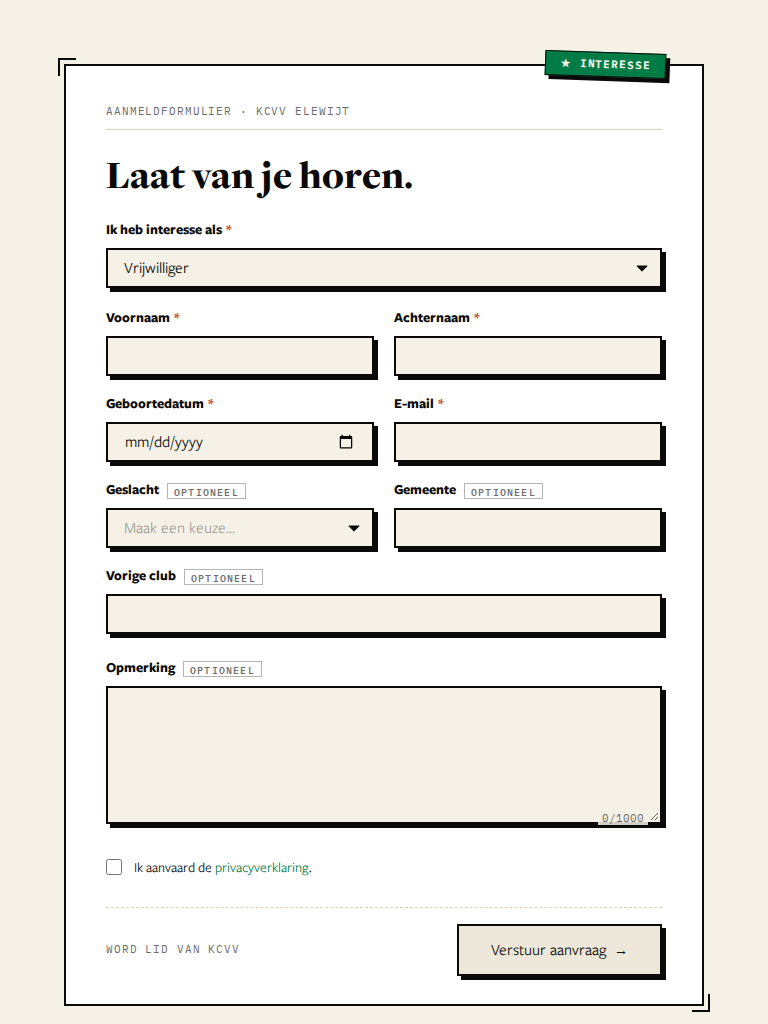 ★ INTERESSE
AANMELDFORMULIER · KCVV ELEWIJT
Laat van je horen.
Ik heb interesse als *
Vrijwilliger
Voornaam * Achternaam *
Geboortedatum * E-mail *
mm/dd/yyyy
Geslacht OPTIONEEL Gemeente OPTIONEEL
Maak een keuze...
Vorige club OPTIONEEL
Opmerking OPTIONEEL
0/1000
Ik aanvaard de privacyverklaring.
WORD LID VAN KCVV Verstuur aanvraag →